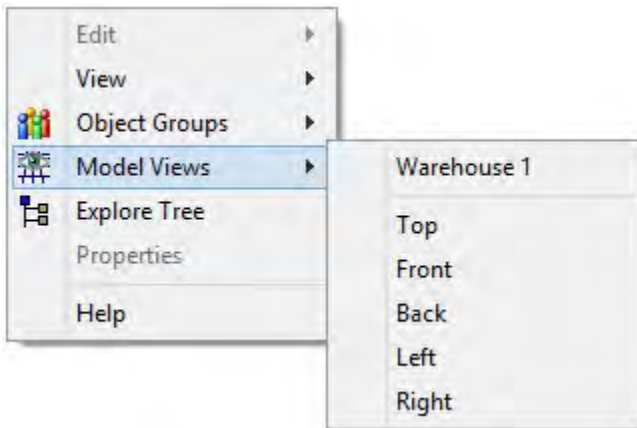 Edit
View
Object Groups
Model Views
Explore Tree
Properties
Help
Warehouse 1
Top
Front
Back
Left
Right